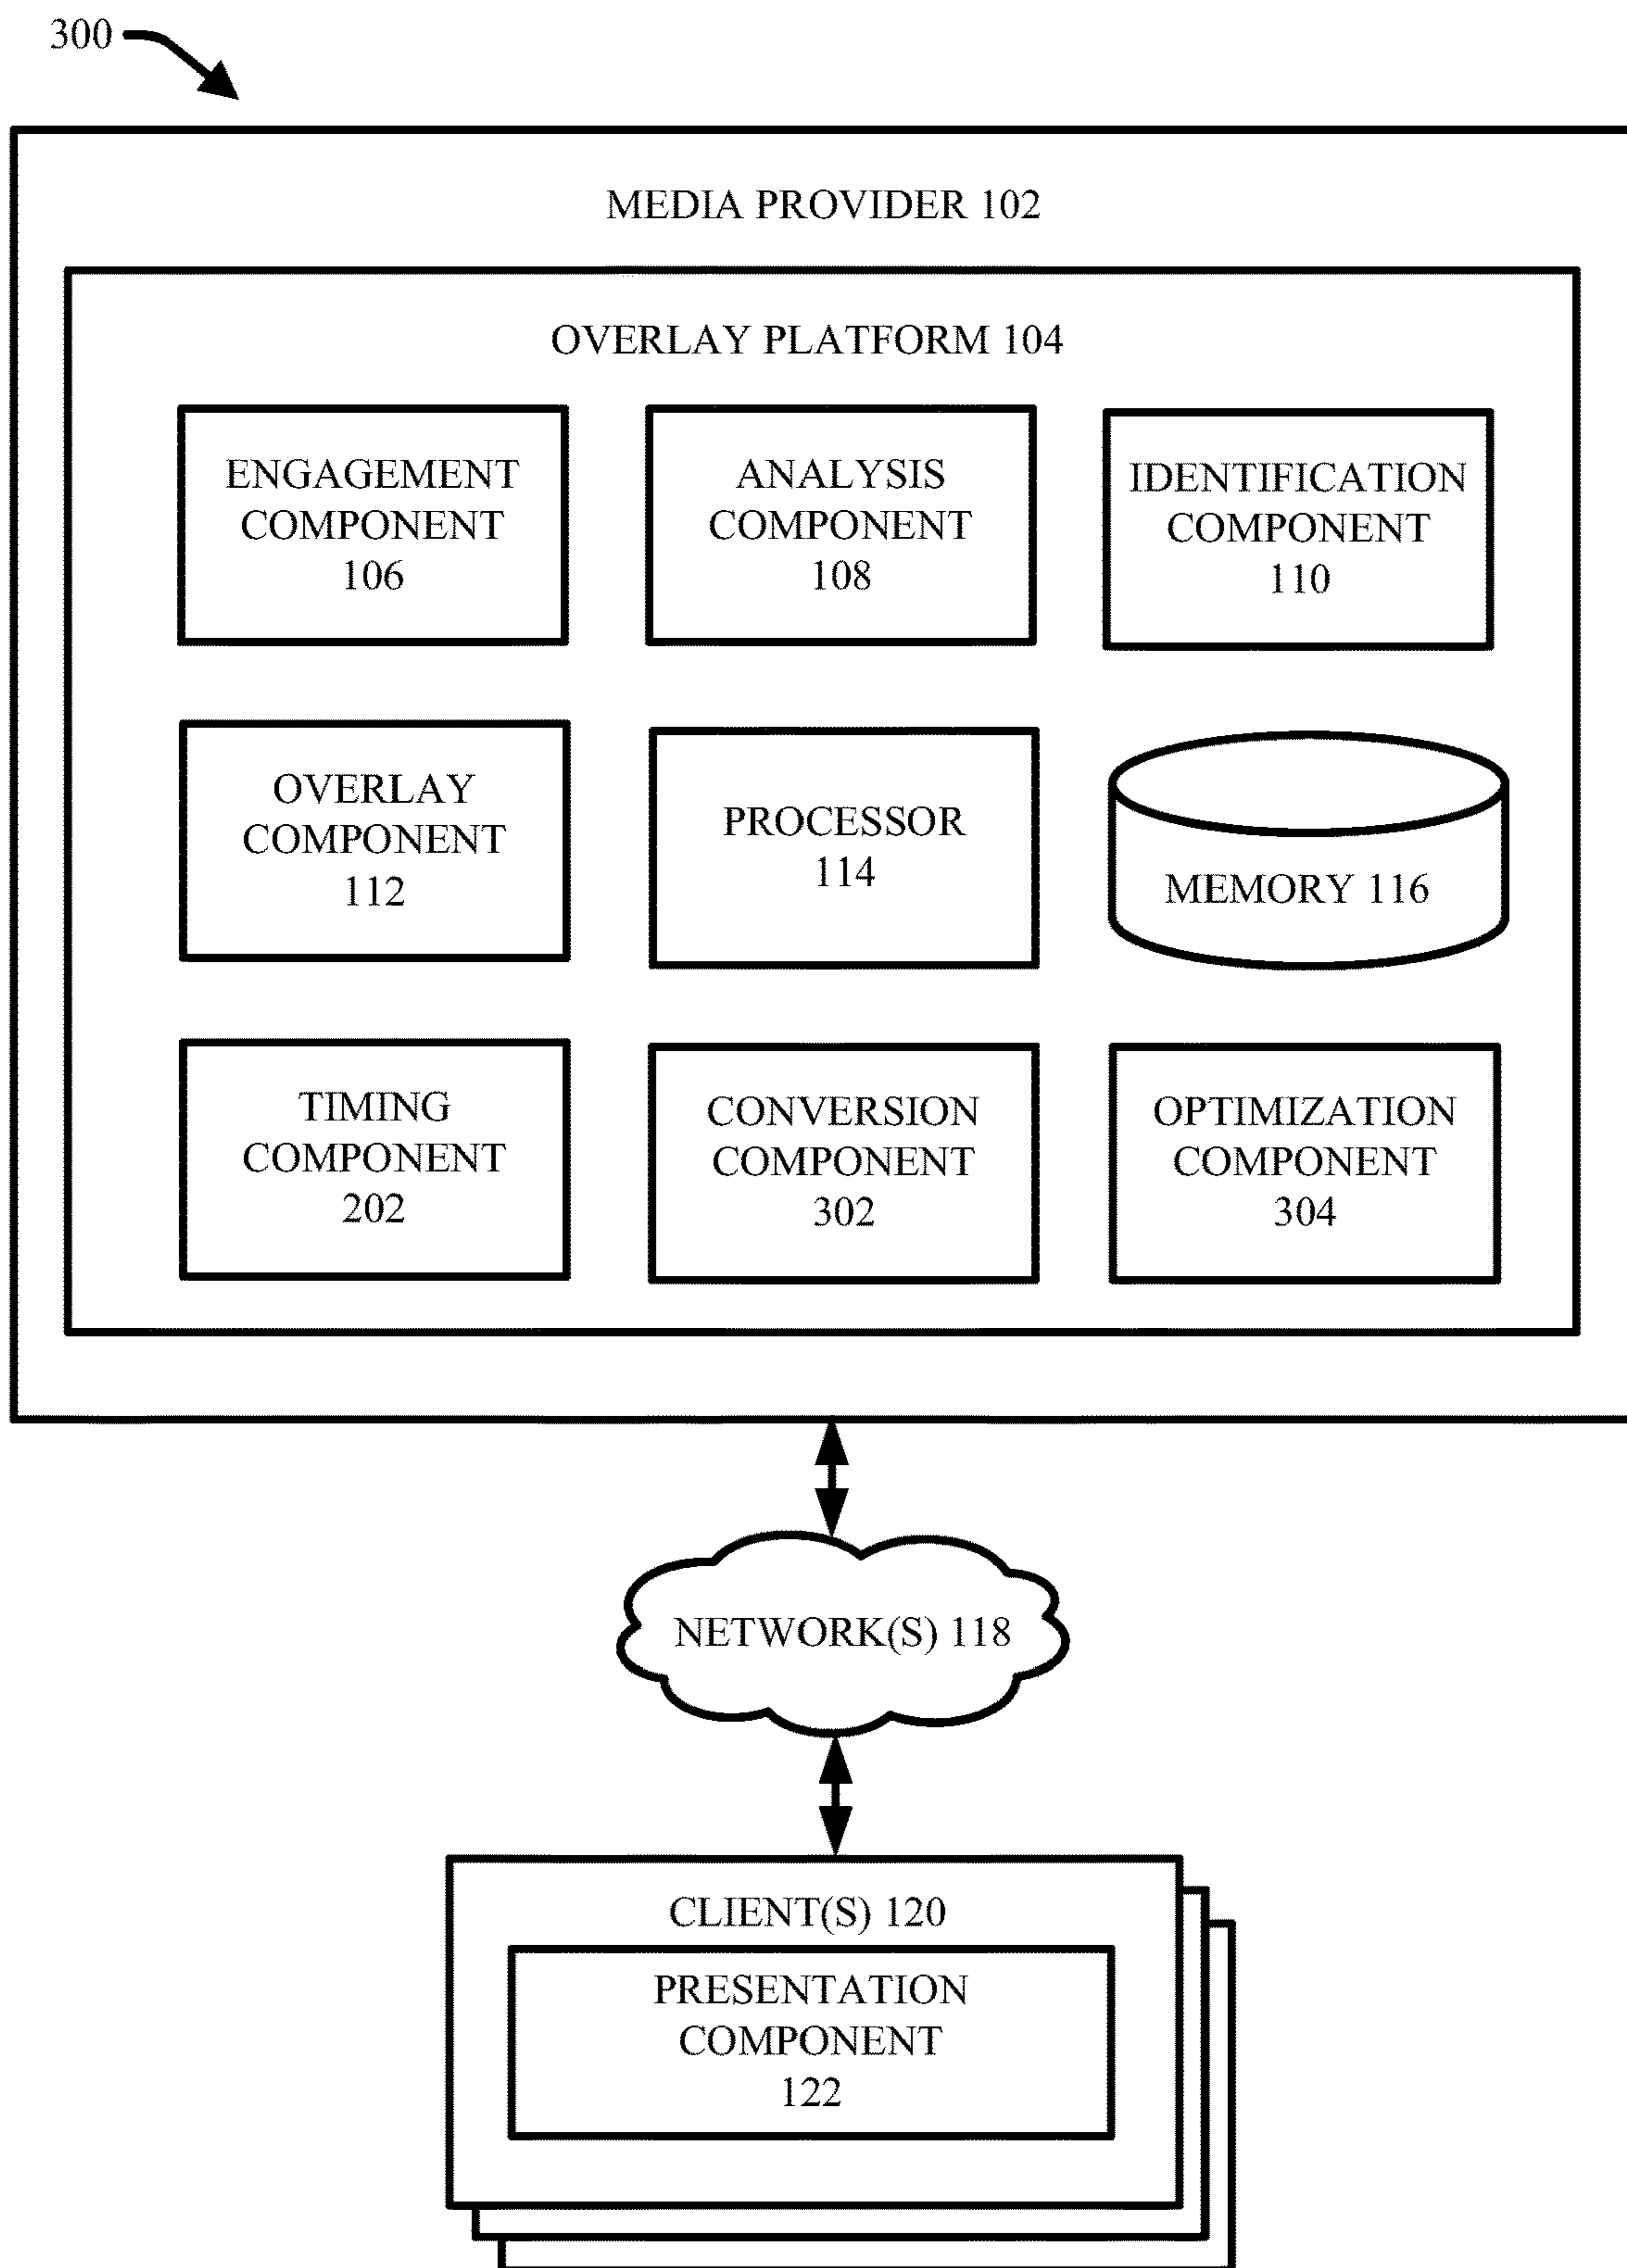 300
MEDIA PROVIDER 102
OVERLAY PLATFORM 104
ENGAGEMENT
COMPONENT
106
ANALYSIS
COMPONENT
108
IDENTIFICATION
COMPONENT
110
OVERLAY
COMPONENT
112
PROCESSOR
114
MEMORY 116
TIMING
COMPONENT
202
CONVERSION
COMPONENT
302
OPTIMIZATION
COMPONENT
304
NETWORK(S) 118
CLIENT(S) 120
PRESENTATION
COMPONENT
122